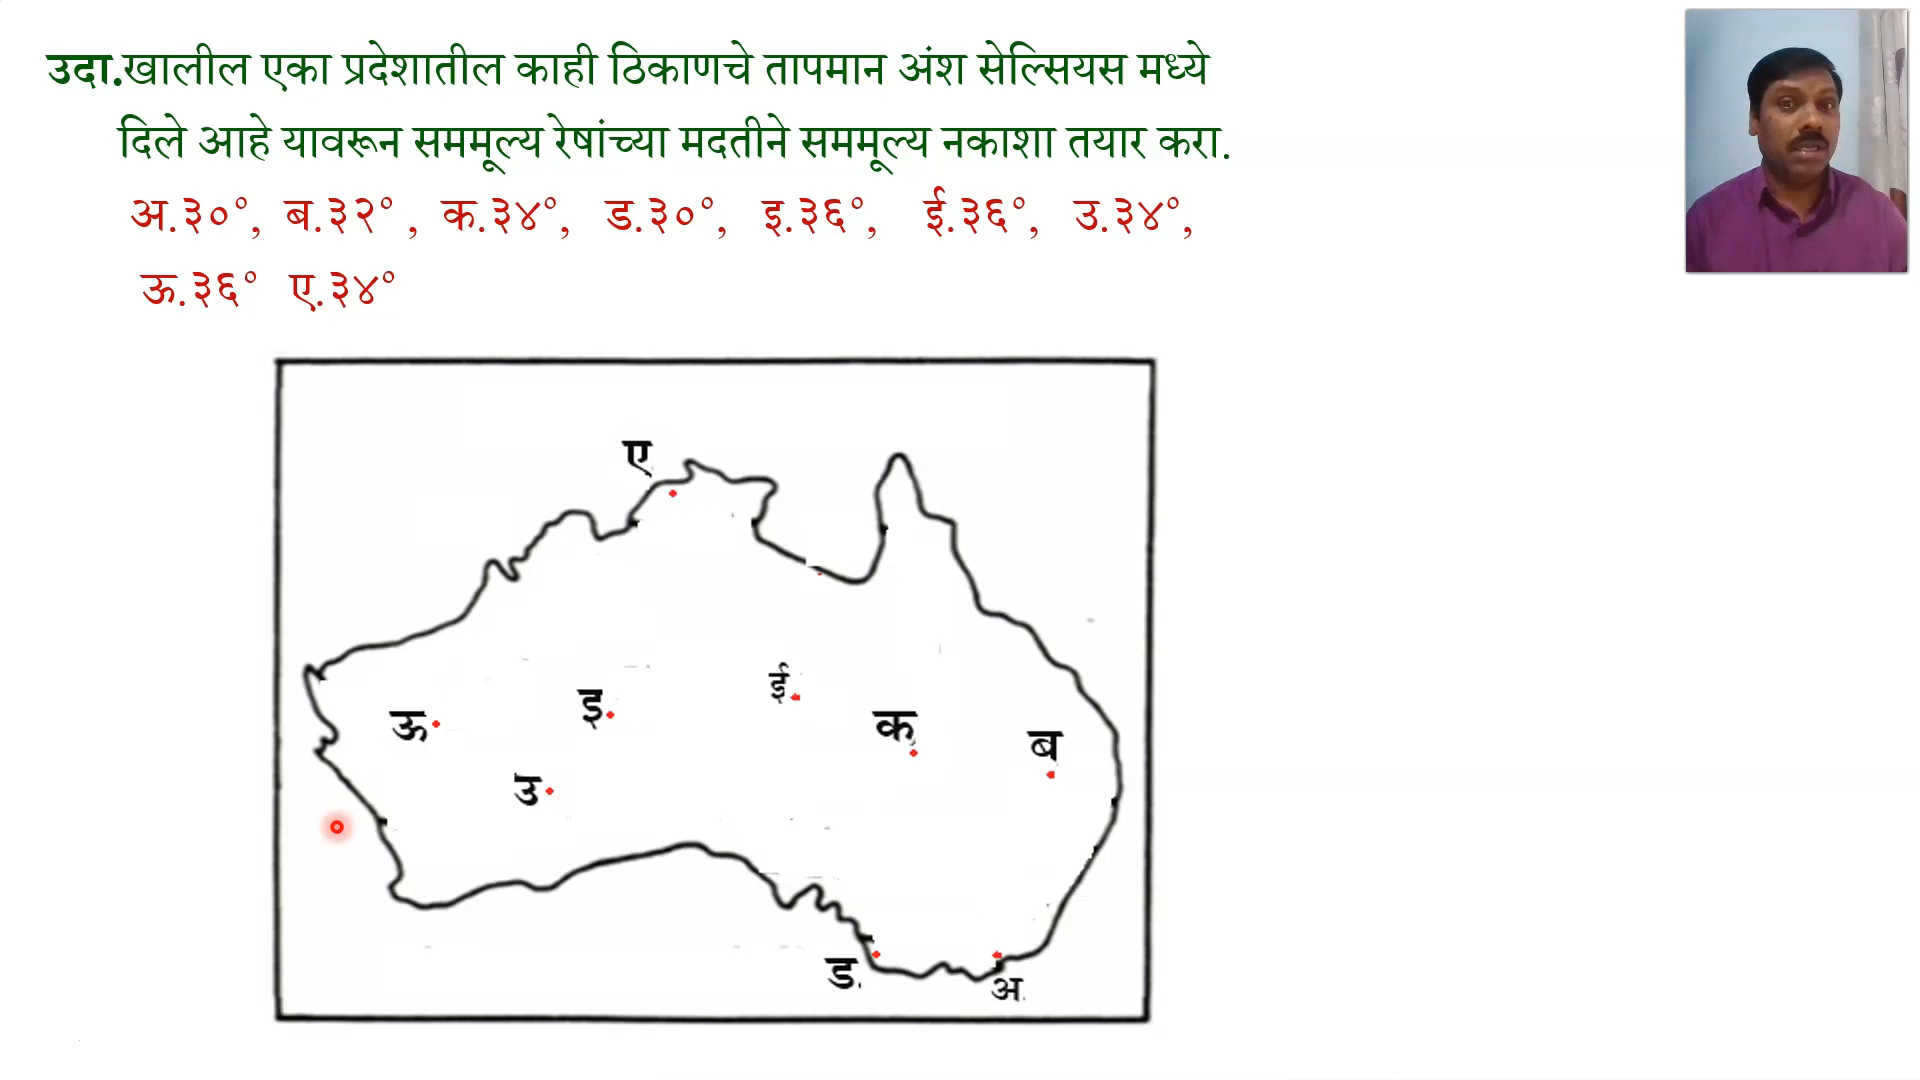 उदा.खालील एका प्रदेशातील काही ठिकाणचे तापमान अंश सेल्सियस मध्ये
दिले आहे यावरून सममूल्य रेषांच्या मदतीने सममूल्य नकाशा तयार करा.
अ.३०°, ब.३२° , क.३४°, ड.३०°, इ.३६°, ई.३६°, उ.३४°,
ऊ.३६° ए.३४°
ए
ई
ऊ इ क
ब
उ
ड
अ